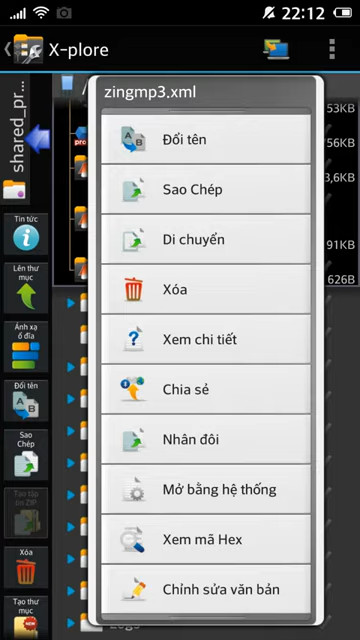 22:12
X-plore
zingmp3.xml
shared_pr...
Đổi tên
Sao Chép
Di chuyển
Xóa
Xem chi tiết
Chia sẻ
Nhân đôi
Mở bằng hệ thống
Xem mã Hex
Chỉnh sửa văn bản
Tin tức
Lên thư
mục
Ánh xạ
ổ đĩa
Đổi tên
Sao
Chép
Tạo tập
tin ZIP
Xóa
Tạo thư
mục
53KB
56KB
3,6KB
91KB
626B